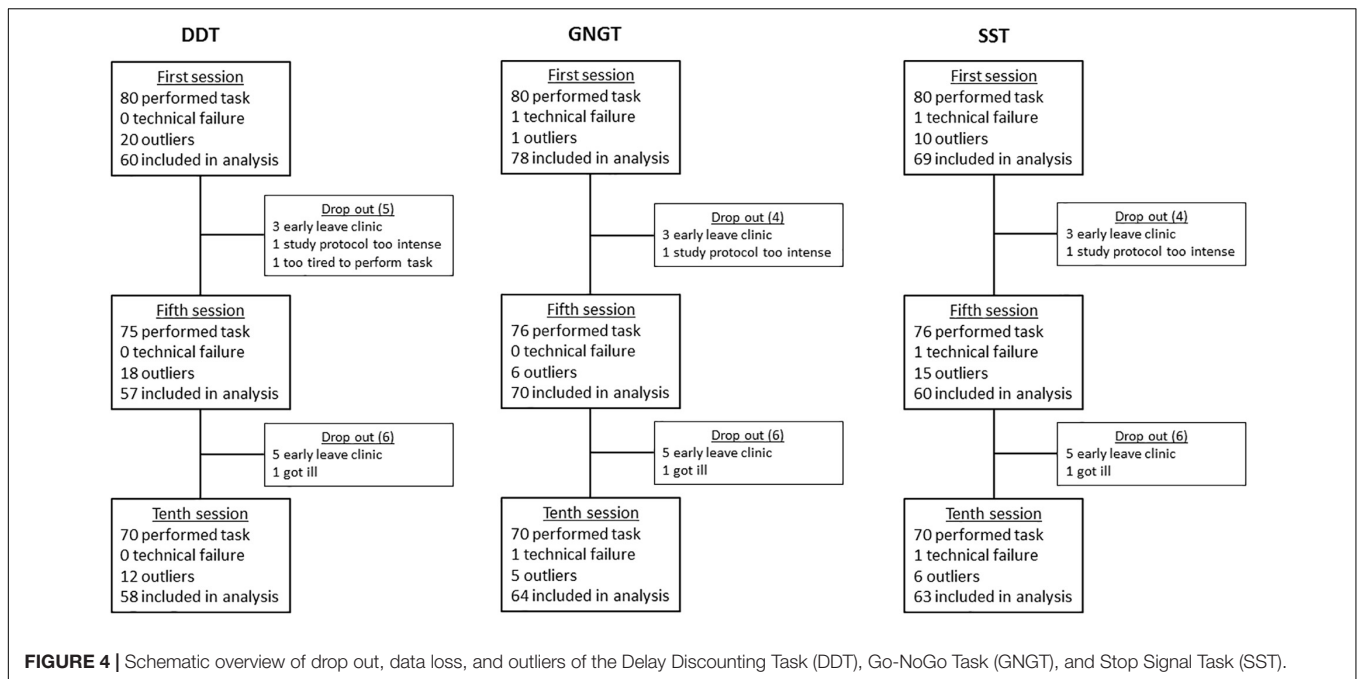 DDT
First session
80 performed task
0 technical failure
20 outliers
60 included in analysis
Drop out (5)
3 early leave clinic
1 study protocol too intense
1 too tired to perform task
Fifth session
75 performed task
0 technical failure
18 outliers
57 included in analysis
Drop out (6)
5 early leave clinic
1 got ill
Tenth session
70 performed task
0 technical failure
12 outliers
58 included in analysis
GNGT
First session
80 performed task
1 technical failure
1 outliers
78 included in analysis
Drop out (4)
3 early leave clinic
1 study protocol too intense
Fifth session
76 performed task
0 technical failure
6 outliers
70 included in analysis
Drop out (6)
5 early leave clinic
1 got ill
Tenth session
70 performed task
1 technical failure
5 outliers
64 included in analysis
SST
First session
80 performed task
1 technical failure
10 outliers
69 included in analysis
Drop out (4)
3 early leave clinic
1 study protocol too intense
Fifth session
76 performed task
1 technical failure
15 outliers
60 included in analysis
Drop out (6)
5 early leave clinic
1 got ill
Tenth session
70 performed task
1 technical failure
6 outliers
63 included in analysis
FIGURE 4 | Schematic overview of drop out, data loss, and outliers of the Delay Discounting Task (DDT), Go-NoGo Task (GNGT), and Stop Signal Task (SST).